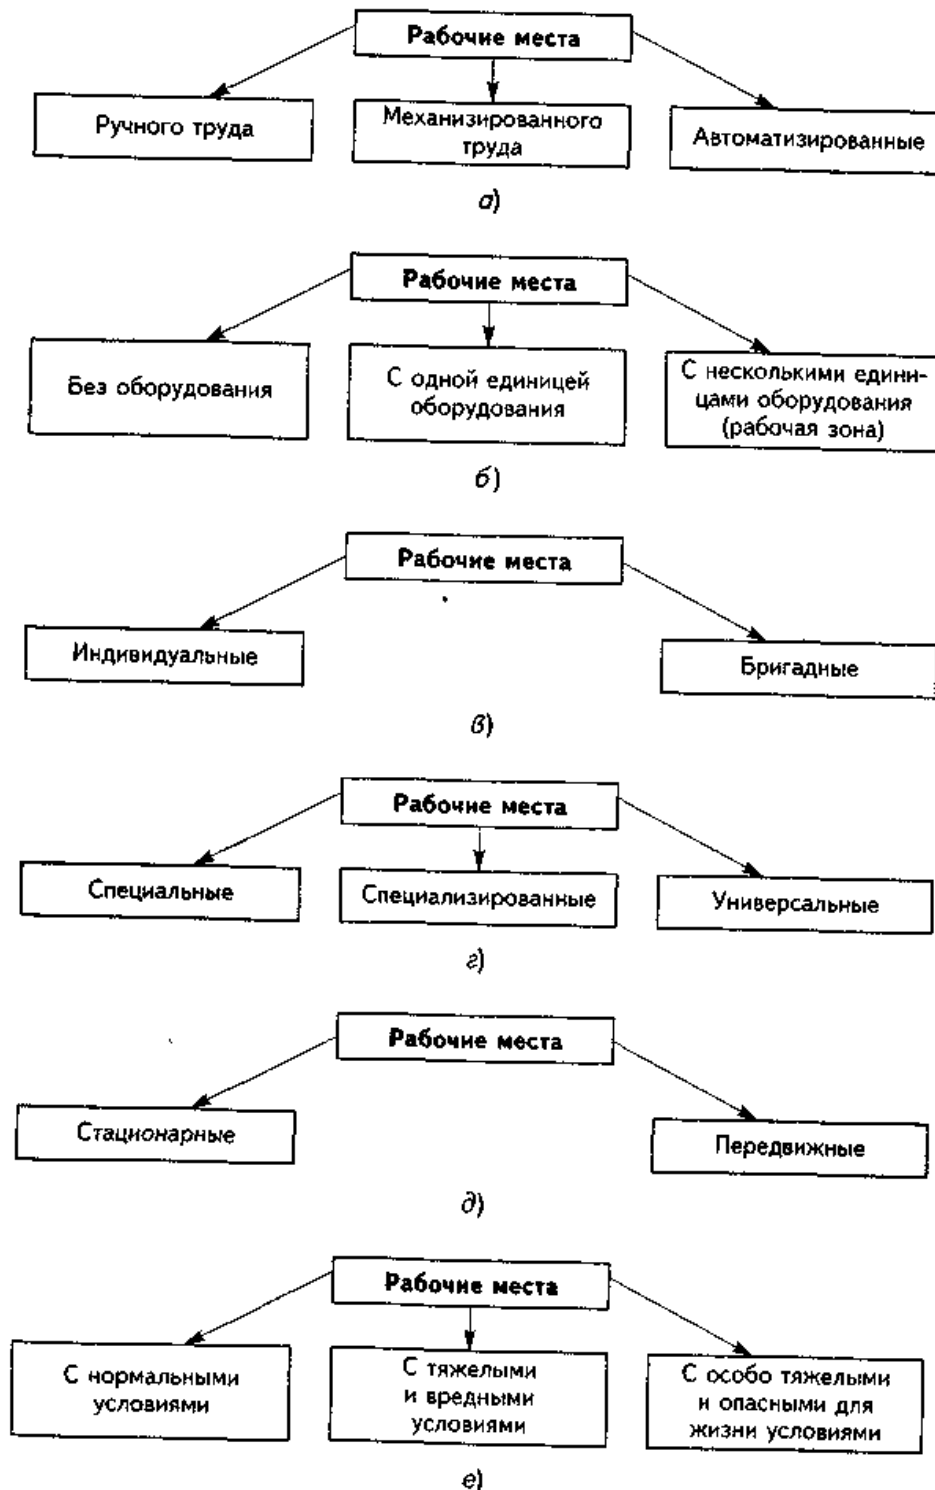 Рабочие места
Ручного труда
Механизированного
труда
Автоматизированные
а)
Рабочие места
Без оборудования
С одной единицей
оборудования
С несколькими едини-
цами оборудования
(рабочая зона)
б)
Рабочие места
Индивидуальные
Бригадные
в)
Рабочие места
Специальные
Специализированные
Универсальные
г)
Рабочие места
Стационарные
Передвижные
д)
Рабочие места
С нормальными
условиями
С тяжелыми
и вредными
условиями
С особо тяжелыми
и опасными для
жизни условиями
е)